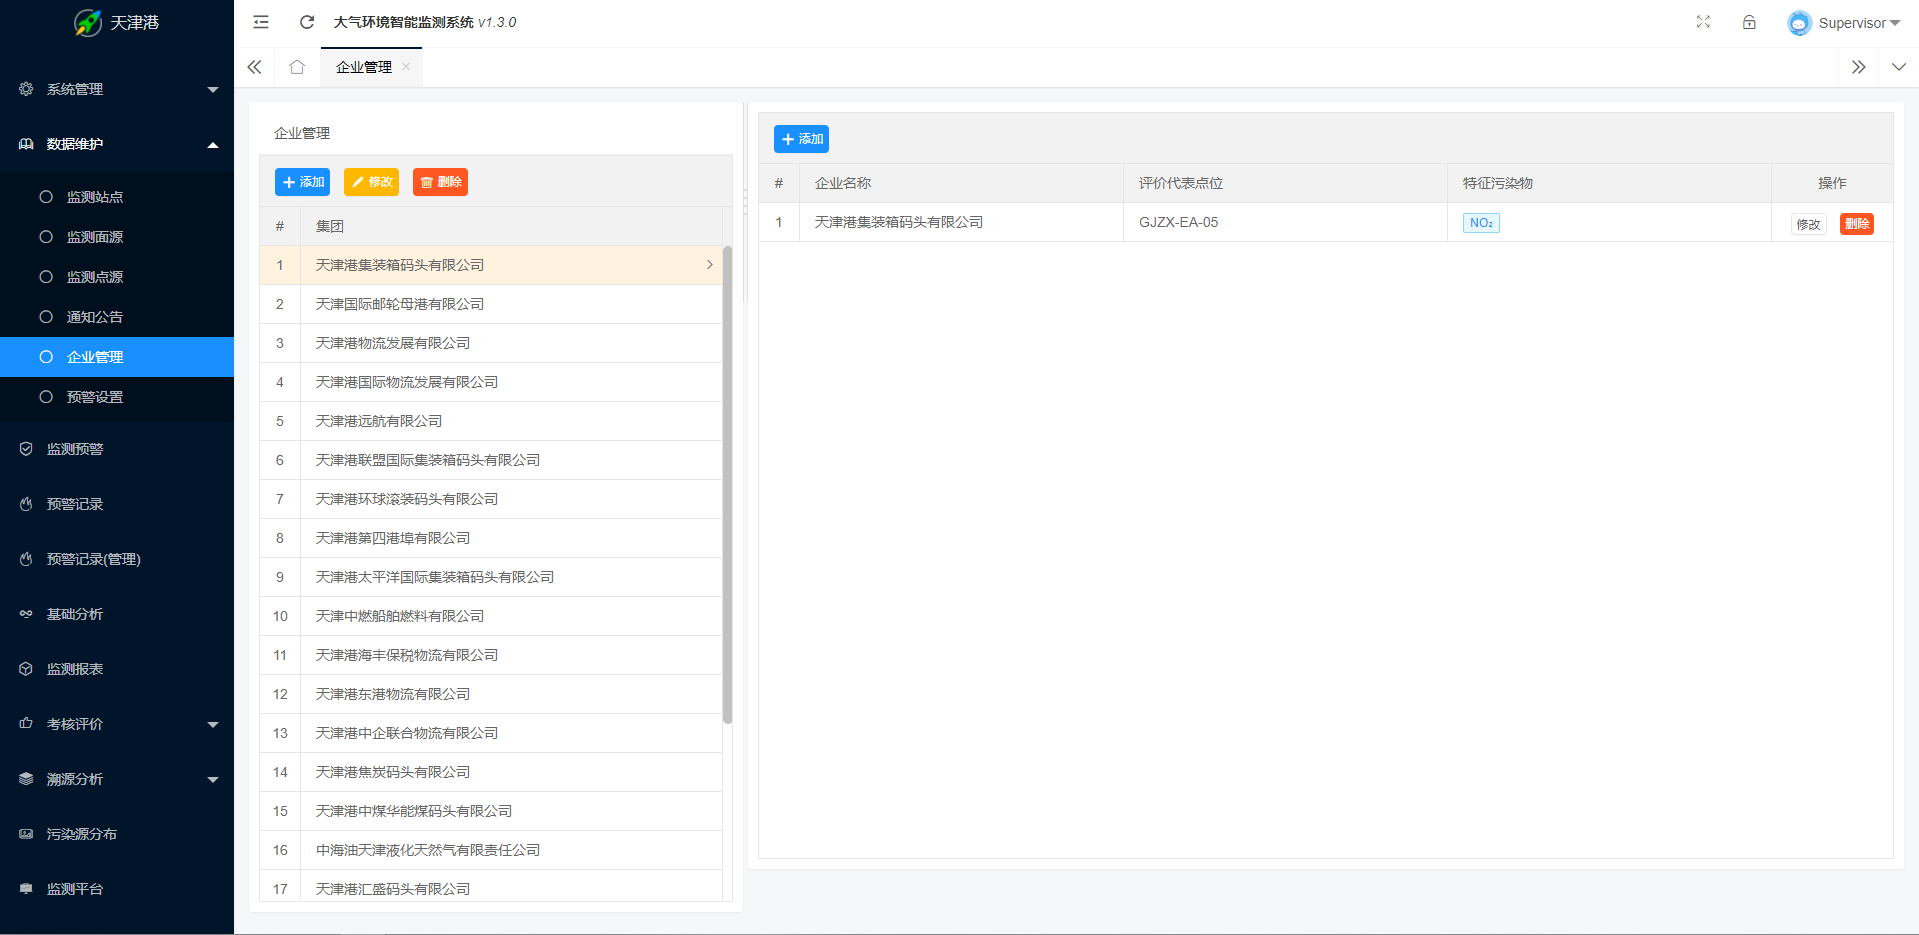 天津港
大气环境智能监测系统 v1.3.0
Supervisor
企业管理
系统管理
数据维护
监测站点
监测面源
监测点源
通知公告
企业管理
预警设置
监测预警
预警记录
预警记录(管理)
基础分析
监测报表
考核评价
溯源分析
污染源分布
监测平台
企业管理
添加 修改 删除
# 集团
1 天津港集装箱码头有限公司
2 天津国际邮轮母港有限公司
3 天津港物流发展有限公司
4 天津港国际物流发展有限公司
5 天津港远航有限公司
6 天津港联盟国际集装箱码头有限公司
7 天津港环球滚装码头有限公司
8 天津港第四港埠有限公司
9 天津港太平洋国际集装箱码头有限公司
10 天津中燃船舶燃料有限公司
11 天津港海丰保税物流有限公司
12 天津港东港物流有限公司
13 天津港中企联合物流有限公司
14 天津港焦炭码头有限公司
15 天津港中煤华能煤码头有限公司
16 中海油天津液化天然气有限责任公司
17 天津港汇盛码头有限公司
添加
# 企业名称 评价代表点位 特征污染物 操作
1 天津港集装箱码头有限公司 GJZX-EA-05 NO₂ 修改 删除